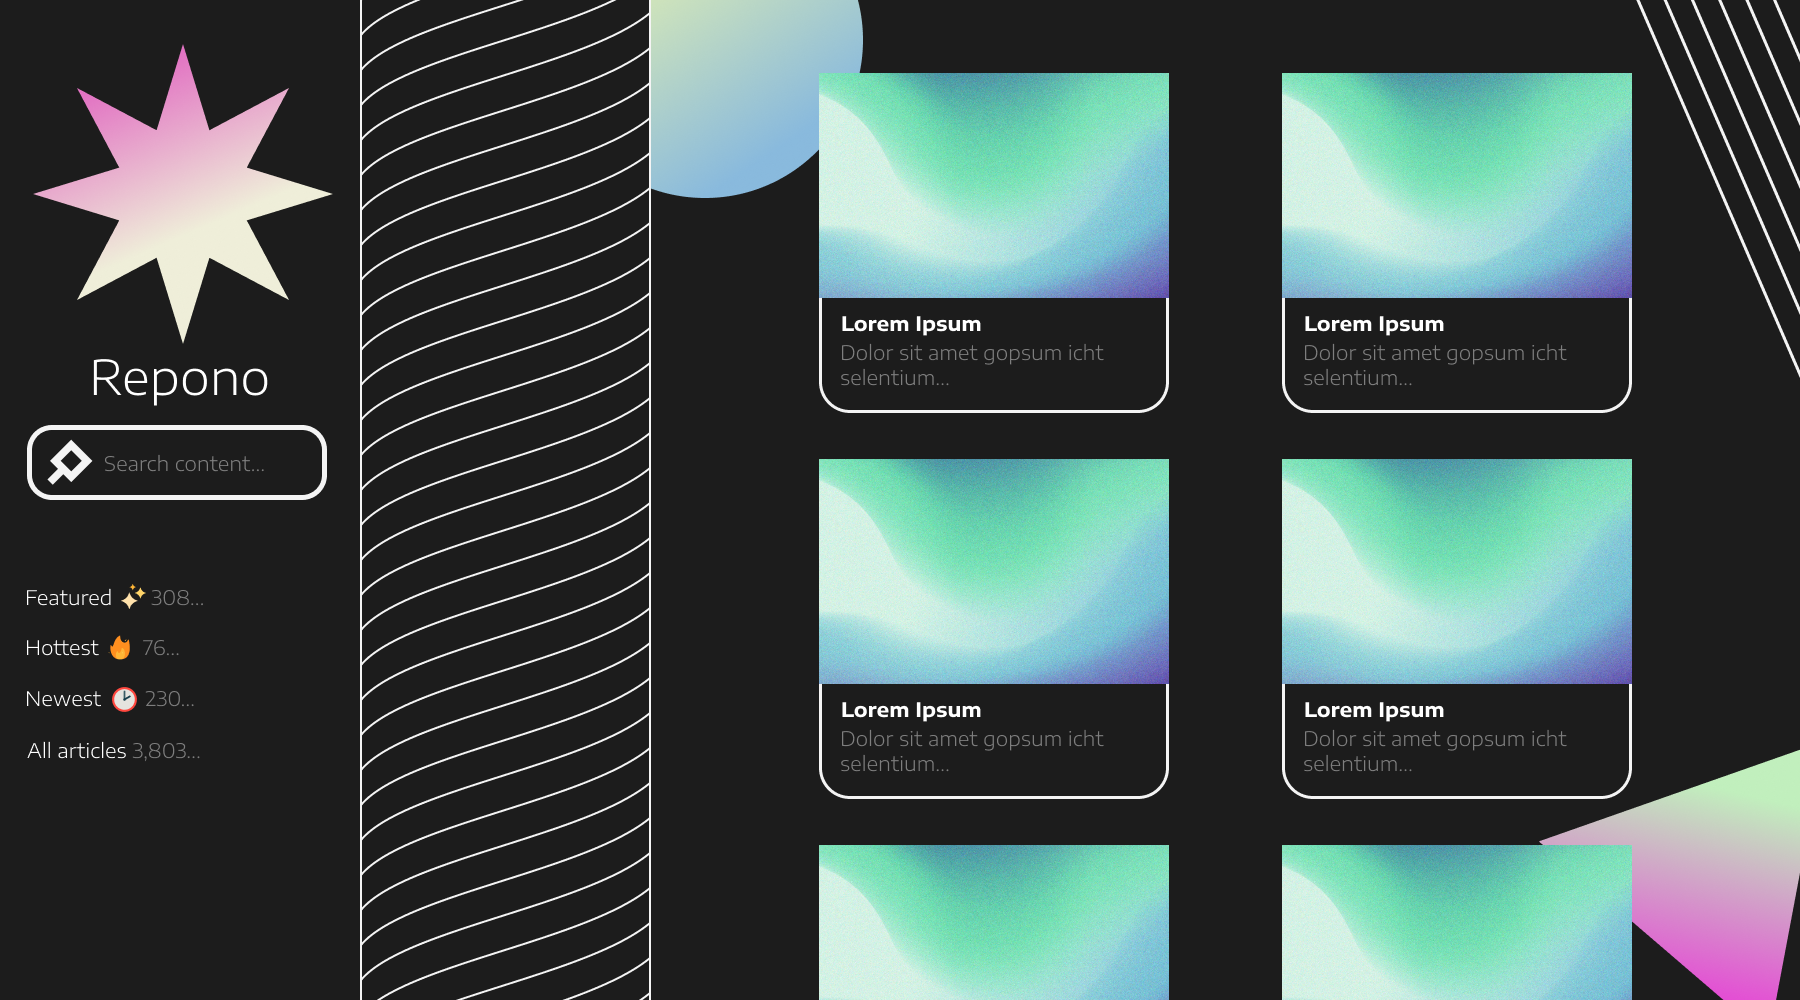 Repono
Search content...
Featured ✨ 308...
Hottest 🔥 76...
Newest 🕑 230...
All articles 3,803...
Lorem Ipsum
Dolor sit amet gopsum icht
selentium...
Lorem Ipsum
Dolor sit amet gopsum icht
selentium...
Lorem Ipsum
Dolor sit amet gopsum icht
selentium...
Lorem Ipsum
Dolor sit amet gopsum icht
selentium...